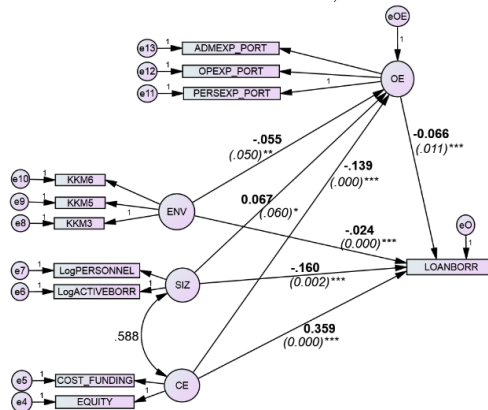 eOE
1
e13
1
ADMEXP_PORT
e12
1
OPEXP_PORT
OE
e11
1
PERSEXP_PORT
1
-.055
(.050)**
-0.066
(.011)***
-.139
(.000)***
e10
1
KKM6
e9
1
KKM5
ENV
e8
1
KKM3
1
0.067
(.060)*
-.024
(0.000)***
eO
1
LOANBORR
e7
1
LogPERSONNEL
SIZ
e6
1
LogACTIVEBORR
1
-.160
(0.002)***
.588
0.359
(0.000)***
e5
1
COST_FUNDING
CE
e4
1
EQUITY
1